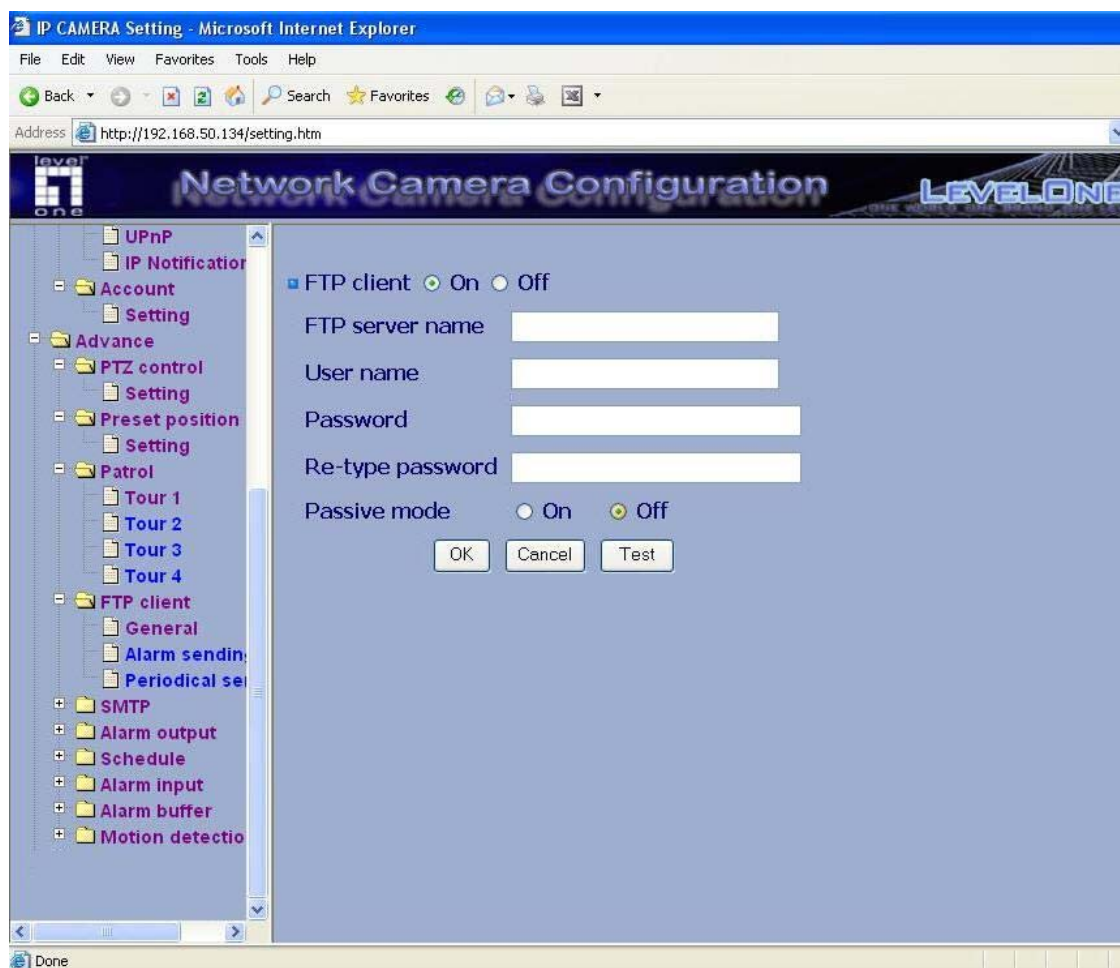 IP CAMERA Setting - Microsoft Internet Explorer
File Edit View Favorites Tools Help
Back Search Favorites
Address http://192.168.50.134/setting.htm
level one
Network Camera Configuration
LEVELONE
UPnP
IP Notification
Account
Setting
Advance
PTZ control
Setting
Preset position
Setting
Patrol
Tour 1
Tour 2
Tour 3
Tour 4
FTP client
General
Alarm sending
Periodical se
SMTP
Alarm output
Schedule
Alarm input
Alarm buffer
Motion detectio
FTP client On Off
FTP server name
User name
Password
Re-type password
Passive mode On Off
OK Cancel Test
Done